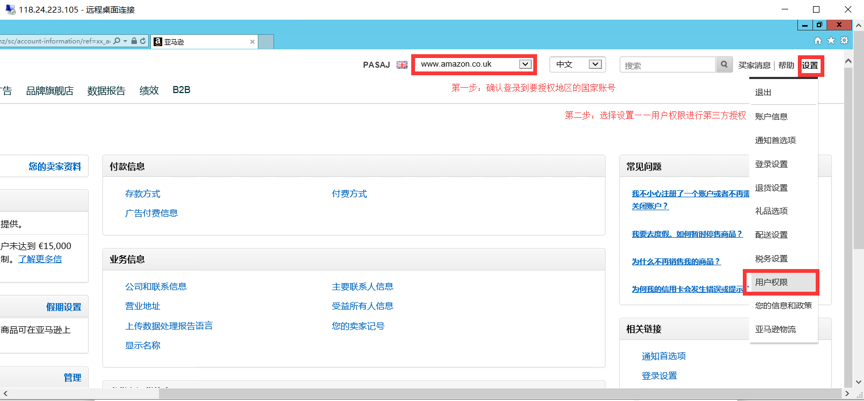 118.24.223.105 - 远程桌面连接
nz/sc/account-information/ref=xx_a
亚马逊
PASAJ www.amazon.co.uk 中文 搜索 买家消息 | 帮助 | 设置
第一步：确认登录到要授权地区的国家账号
广告 品牌旗舰店 数据报告 绩效 B2B
第二步，选择设置——用户权限进行第三方授权
退出
账户信息
通知首选项
登录设置
退货设置
礼品选项
配送设置
税务设置
用户权限
您的信息和政策
亚马逊物流
您的卖家资料
提供。
户未达到 €15,000
制。了解更多信
假期设置
商品可在亚马逊上
管理
付款信息
存款方式 付费方式
广告付费信息
业务信息
公司和联系信息 主要联系人信息
营业地址 受益所有人信息
上传数据处理报告语言 您的卖家记号
显示名称
常见问题
我不小心注册了一个账户或者不再需
关闭账户？
我要去度假。如何暂时停售商品？
为什么不再销售我的商品？
为何我的信用卡会发生错误或提示
相关链接
通知首选项
登录设置